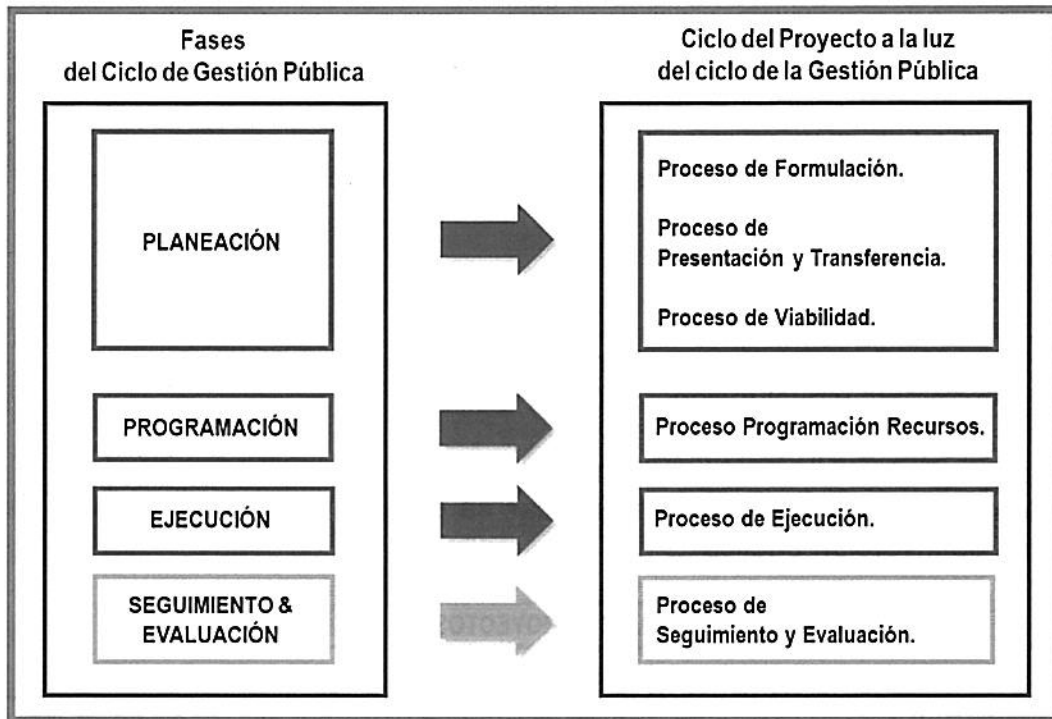 Fases
del Ciclo de Gestión Pública
Ciclo del Proyecto a la luz
del ciclo de la Gestión Pública
PLANEACIÓN
Proceso de Formulación.
Proceso de
Presentación y Transferencia.
Proceso de Viabilidad.
PROGRAMACIÓN
Proceso Programación Recursos.
EJECUCIÓN
Proceso de Ejecución.
SEGUIMIENTO &
EVALUACIÓN
Proceso de
Seguimiento y Evaluación.